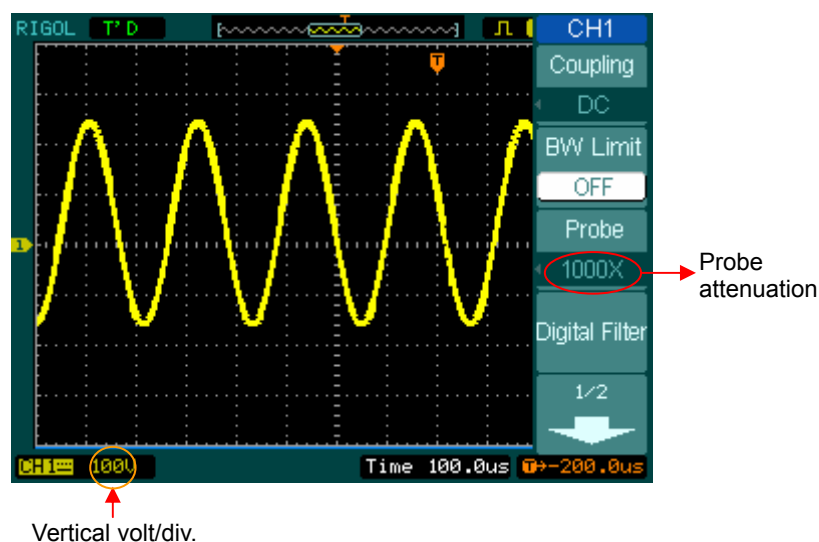 RIGOL T'D T CH1
Coupling
T
DC
BW Limit
OFF
1
Probe
1000X
Probe
attenuation
Digital Filter
1/2
CH1 100V Time 100.0us T→-200.0us
Vertical volt/div.